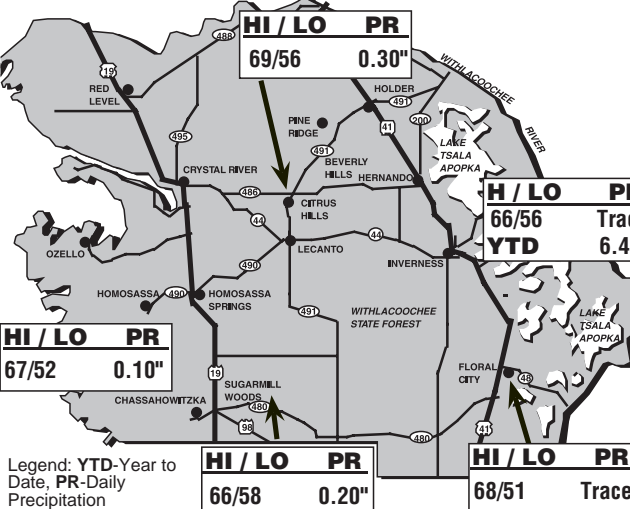 HI / LO PR
69/56 0.30"
488
19
RED
LEVEL
HOLDER
491
WITHLACOOCHEE
RIVER
PINE
RIDGE
41
200
495
491
LAKE
TSALA
APOPKA
BEVERLY
HILLS
CRYSTAL RIVER
HERNANDO
486
CITRUS
HILLS
HI / LO
66/56
YTD 6.4
44
44
OZELLO
LECANTO
INVERNESS
490
HOMOSASSA
490
HOMOSASSA
SPRINGS
491
WITHLACOOCHEE
STATE FOREST
LAKE
TSALA
APOPKA
HI / LO PR
67/52 0.10"
19
FLORAL
CITY
48
SUGARMILL
WOODS
CHASSAHOWITZKA
480
98
480
41
HI / LO PR
66/58 0.20"
HI / LO PR
68/51 Trace
Legend: YTD-Year to
Date, PR-Daily
Precipitation